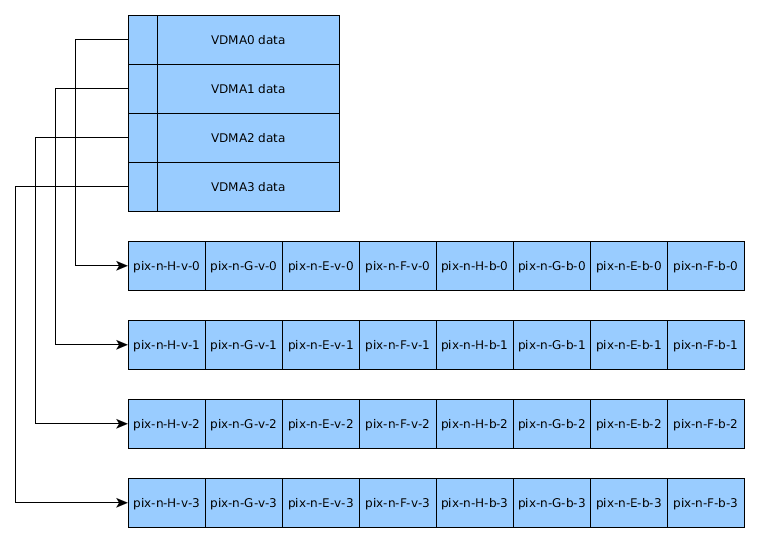 VDMA0 data
VDMA1 data
VDMA2 data
VDMA3 data
pix-n-H-v-0 pix-n-G-v-0 pix-n-E-v-0 pix-n-F-v-0 pix-n-H-b-0 pix-n-G-b-0 pix-n-E-b-0 pix-n-F-b-0
pix-n-H-v-1 pix-n-G-v-1 pix-n-E-v-1 pix-n-F-v-1 pix-n-H-b-1 pix-n-G-b-1 pix-n-E-b-1 pix-n-F-b-1
pix-n-H-v-2 pix-n-G-v-2 pix-n-E-v-2 pix-n-F-v-2 pix-n-H-b-2 pix-n-G-b-2 pix-n-E-b-2 pix-n-F-b-2
pix-n-H-v-3 pix-n-G-v-3 pix-n-E-v-3 pix-n-F-v-3 pix-n-H-b-3 pix-n-G-b-3 pix-n-E-b-3 pix-n-F-b-3